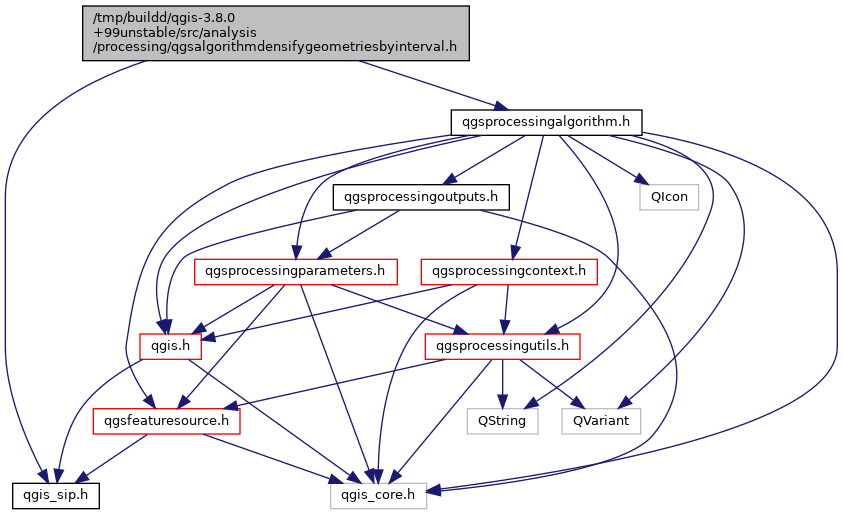 /tmp/buildd/qgis-3.8.0
+99unstable/src/analysis
/processing/qgsalgorithmdensifygeometriesbyinterval.h
qgsprocessingalgorithm.h
qgsprocessingoutputs.h
QIcon
qgsprocessingparameters.h
qgsprocessingcontext.h
qgis.h
qgsprocessingutils.h
qgsfeaturesource.h
QString
QVariant
qgis_sip.h
qgis_core.h